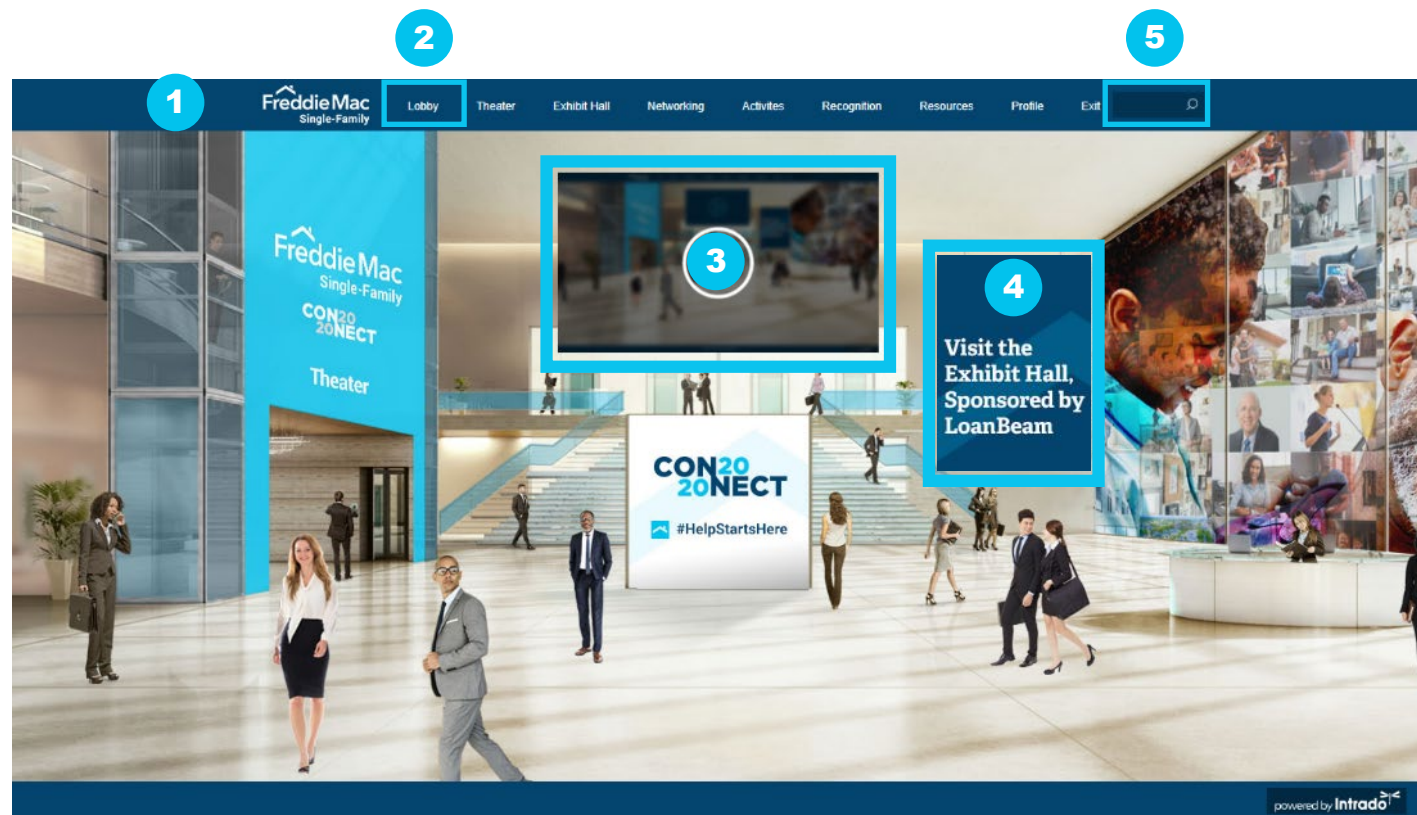 2
5
1
Freddie Mac
Single-Family
Lobby
Theater
Exhibit Hall
Networking
Activites
Recognition
Resources
Profile
Exit
Freddie Mac
Single-Family
CON20
20NECT
Theater
3
4
Visit the
Exhibit Hall,
Sponsored by
LoanBeam
CON20
20NECT
#HelpStartsHere
powered by Intrado